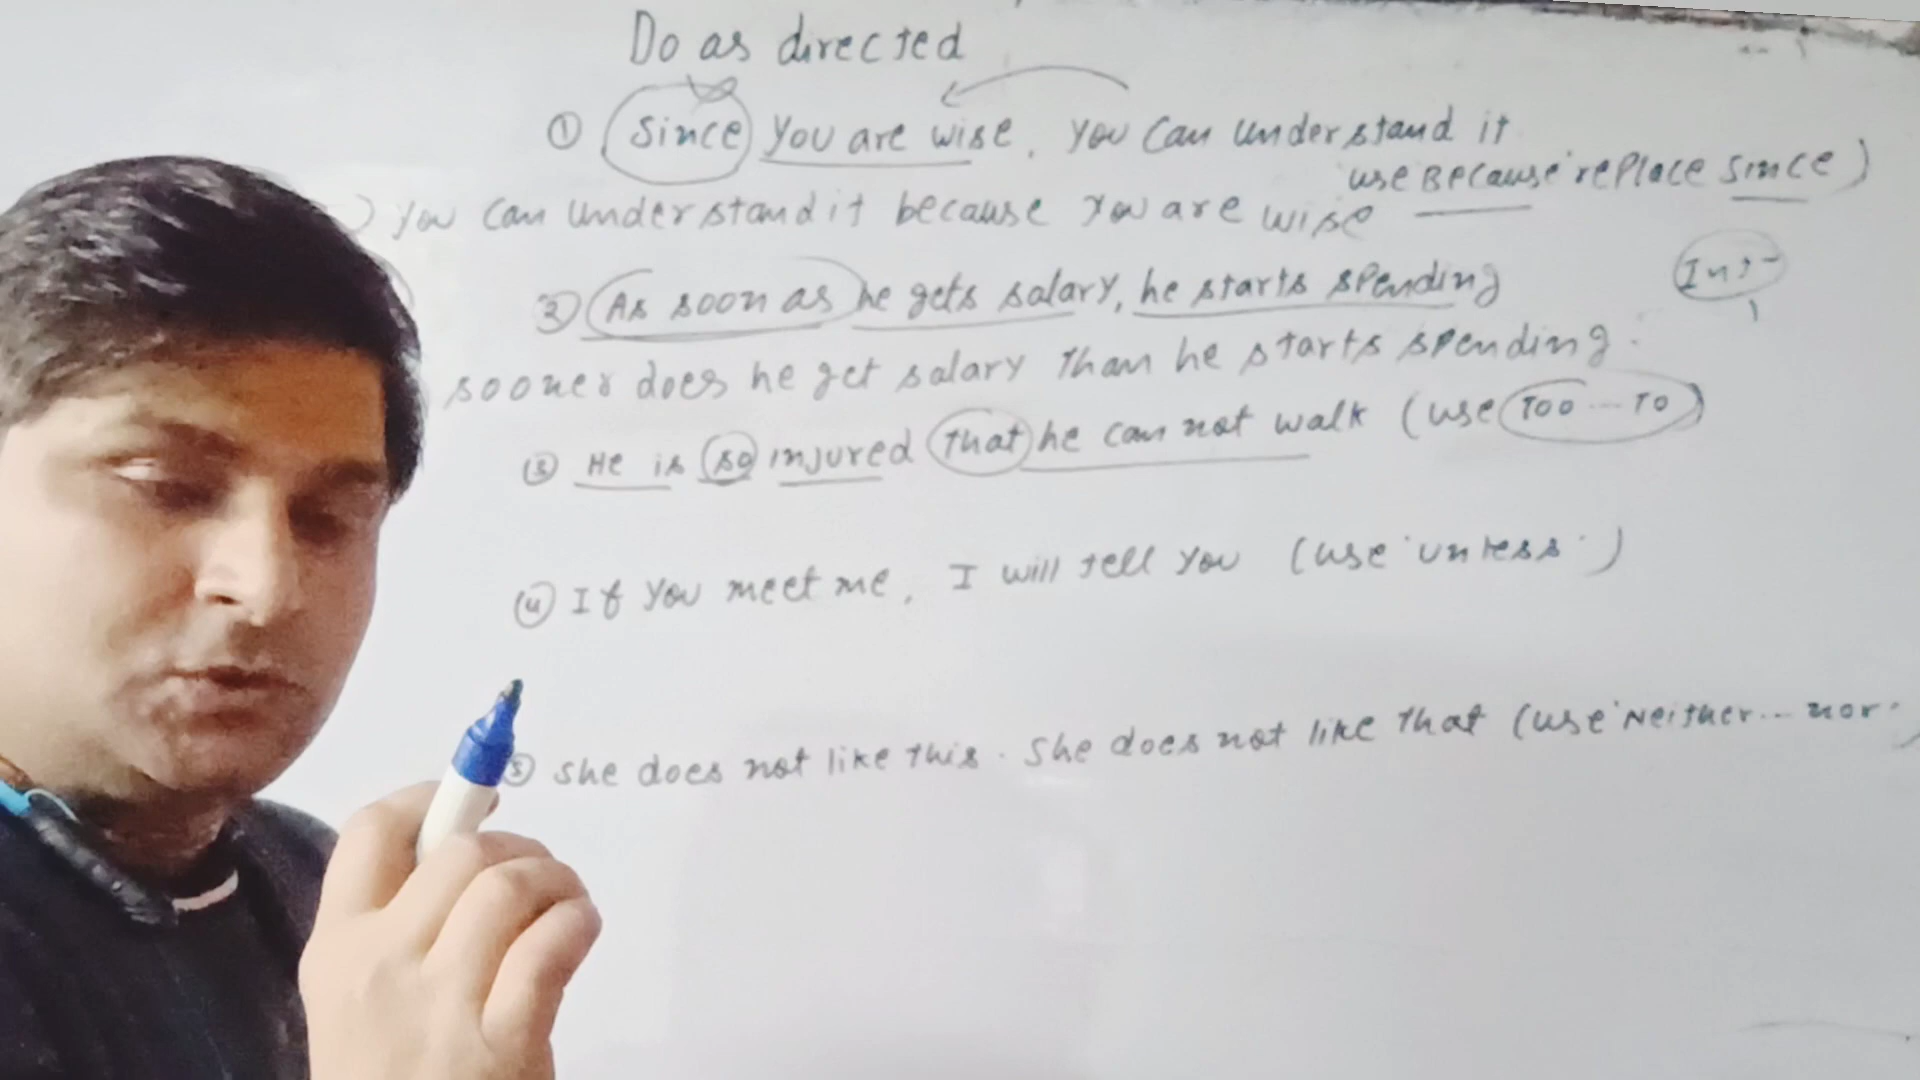 Do as directed
① Since you are wise, you can understand it
use Because replace since)
) you can understand it because you are wise
② As soon as he gets salary, he starts spending
sooner does he get salary than he starts spending.
③ He is so injured that he can not walk (use Too...To)
④ If you meet me, I will tell you (use 'unless')
⑤ she does not like this. she does not like that (use 'Neither... nor'